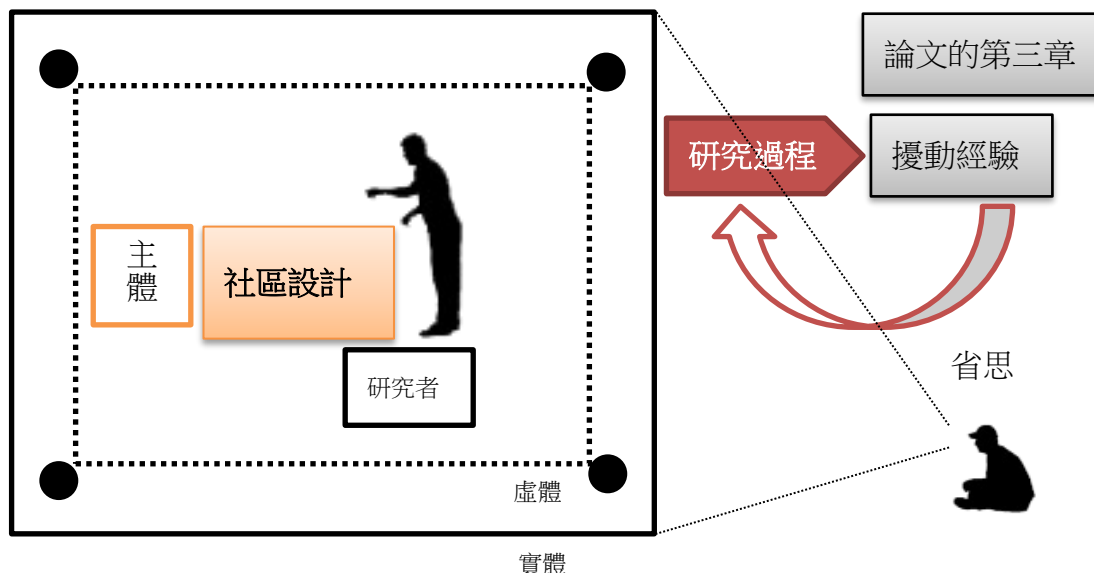 論文的第三章
研究過程
擾動經驗
主體
社區設計
研究者
省思
虛體
實體